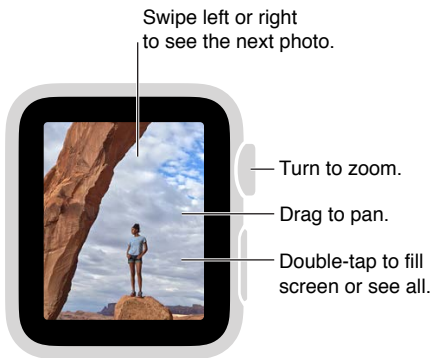 Swipe left or right
to see the next photo.
Turn to zoom.
Drag to pan.
Double-tap to fill
screen or see all.